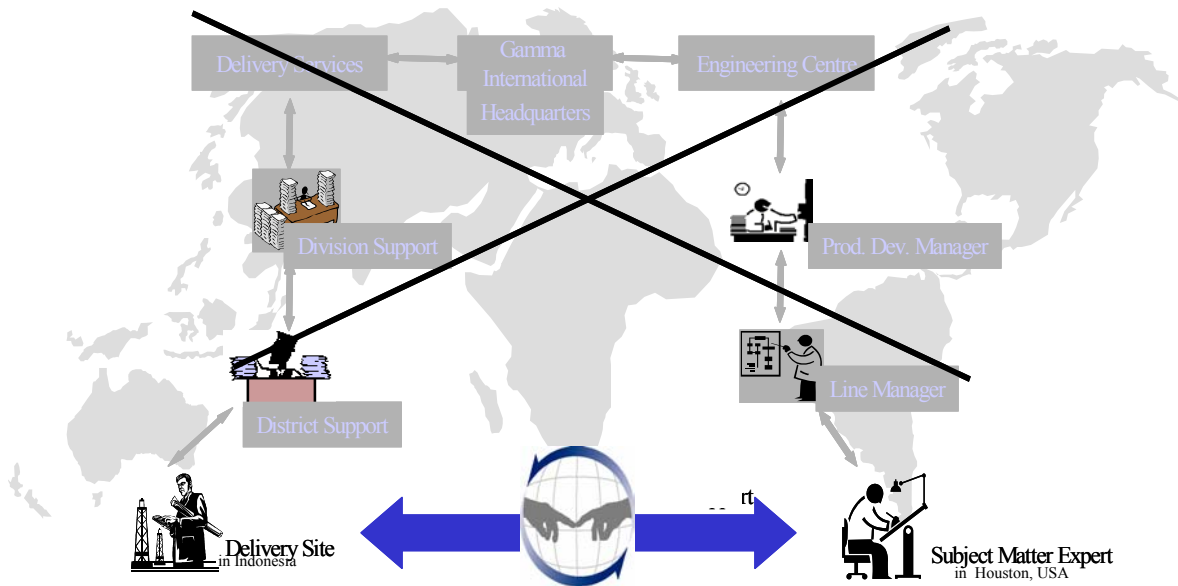 Delivery Services
Gamma
International
Headquarters
Engineering Centre
Division Support
Prod. Dev. Manager
District Support
Line Manager
rt
Delivery Site
in Indonesia
Subject Matter Expert
in Houston, USA